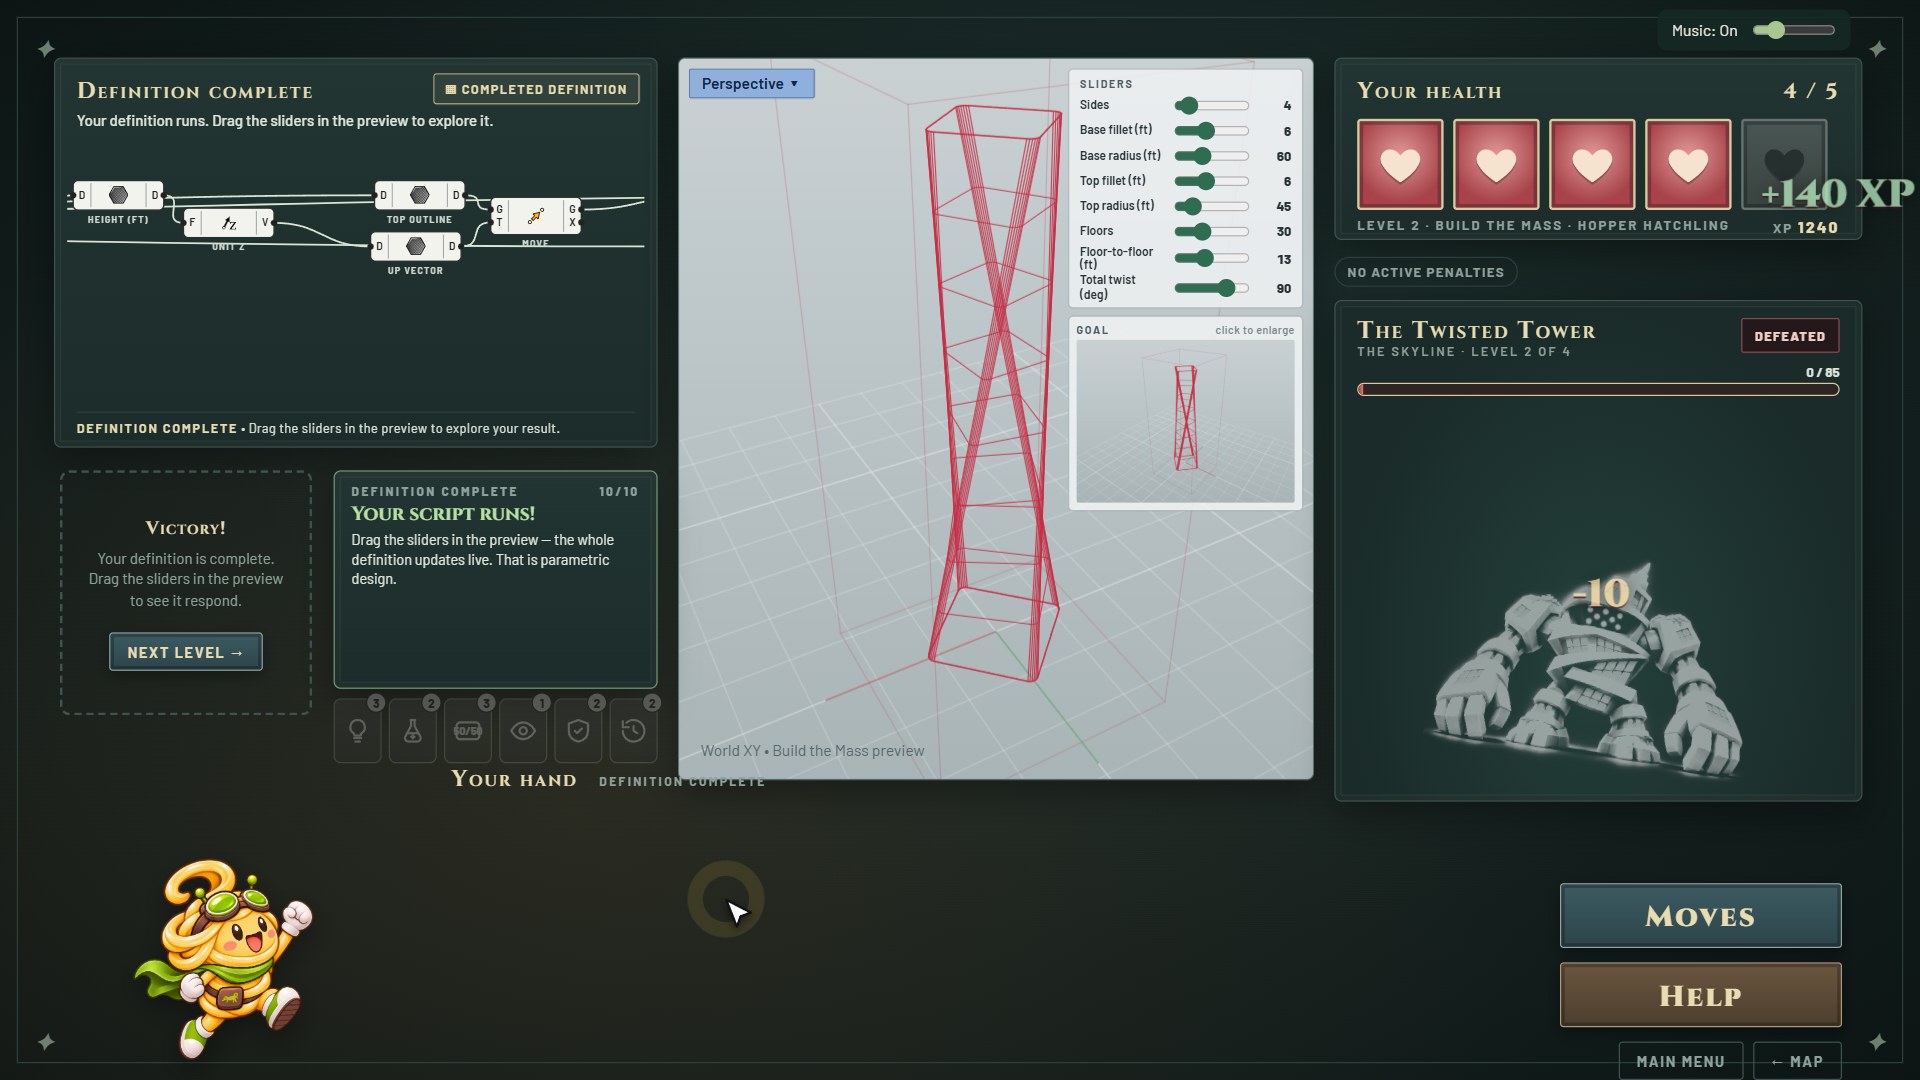 Music: On
Definition complete
COMPLETED DEFINITION
Your definition runs. Drag the sliders in the preview to explore it.
D D
HEIGHT (FT)
F V
UNIT Z
D D
TOP OUTLINE
D D
UP VECTOR
G G
T X
MOVE
DEFINITION COMPLETE • Drag the sliders in the preview to explore your result.
Victory!
Your definition is complete.
Drag the sliders in the preview
to see it respond.
NEXT LEVEL →
DEFINITION COMPLETE 10/10
Your script runs!
Drag the sliders in the preview — the whole
definition updates live. That is parametric
design.
3 2 3 1 2 2
50/50
Your hand DEFINITION COMPLETE
Perspective ▼
SLIDERS
Sides 4
Base fillet (ft) 6
Base radius (ft) 60
Top fillet (ft) 6
Top radius (ft) 45
Floors 30
Floor-to-floor
(ft) 13
Total twist
(deg) 90
GOAL click to enlarge
World XY • Build the Mass preview
Your health 4 / 5
+140 XP
LEVEL 2 · BUILD THE MASS · HOPPER HATCHLING XP 1240
NO ACTIVE PENALTIES
The Twisted Tower
DEFEATED
THE SKYLINE · LEVEL 2 OF 4
0 / 85
-10
Moves
Help
MAIN MENU
← MAP